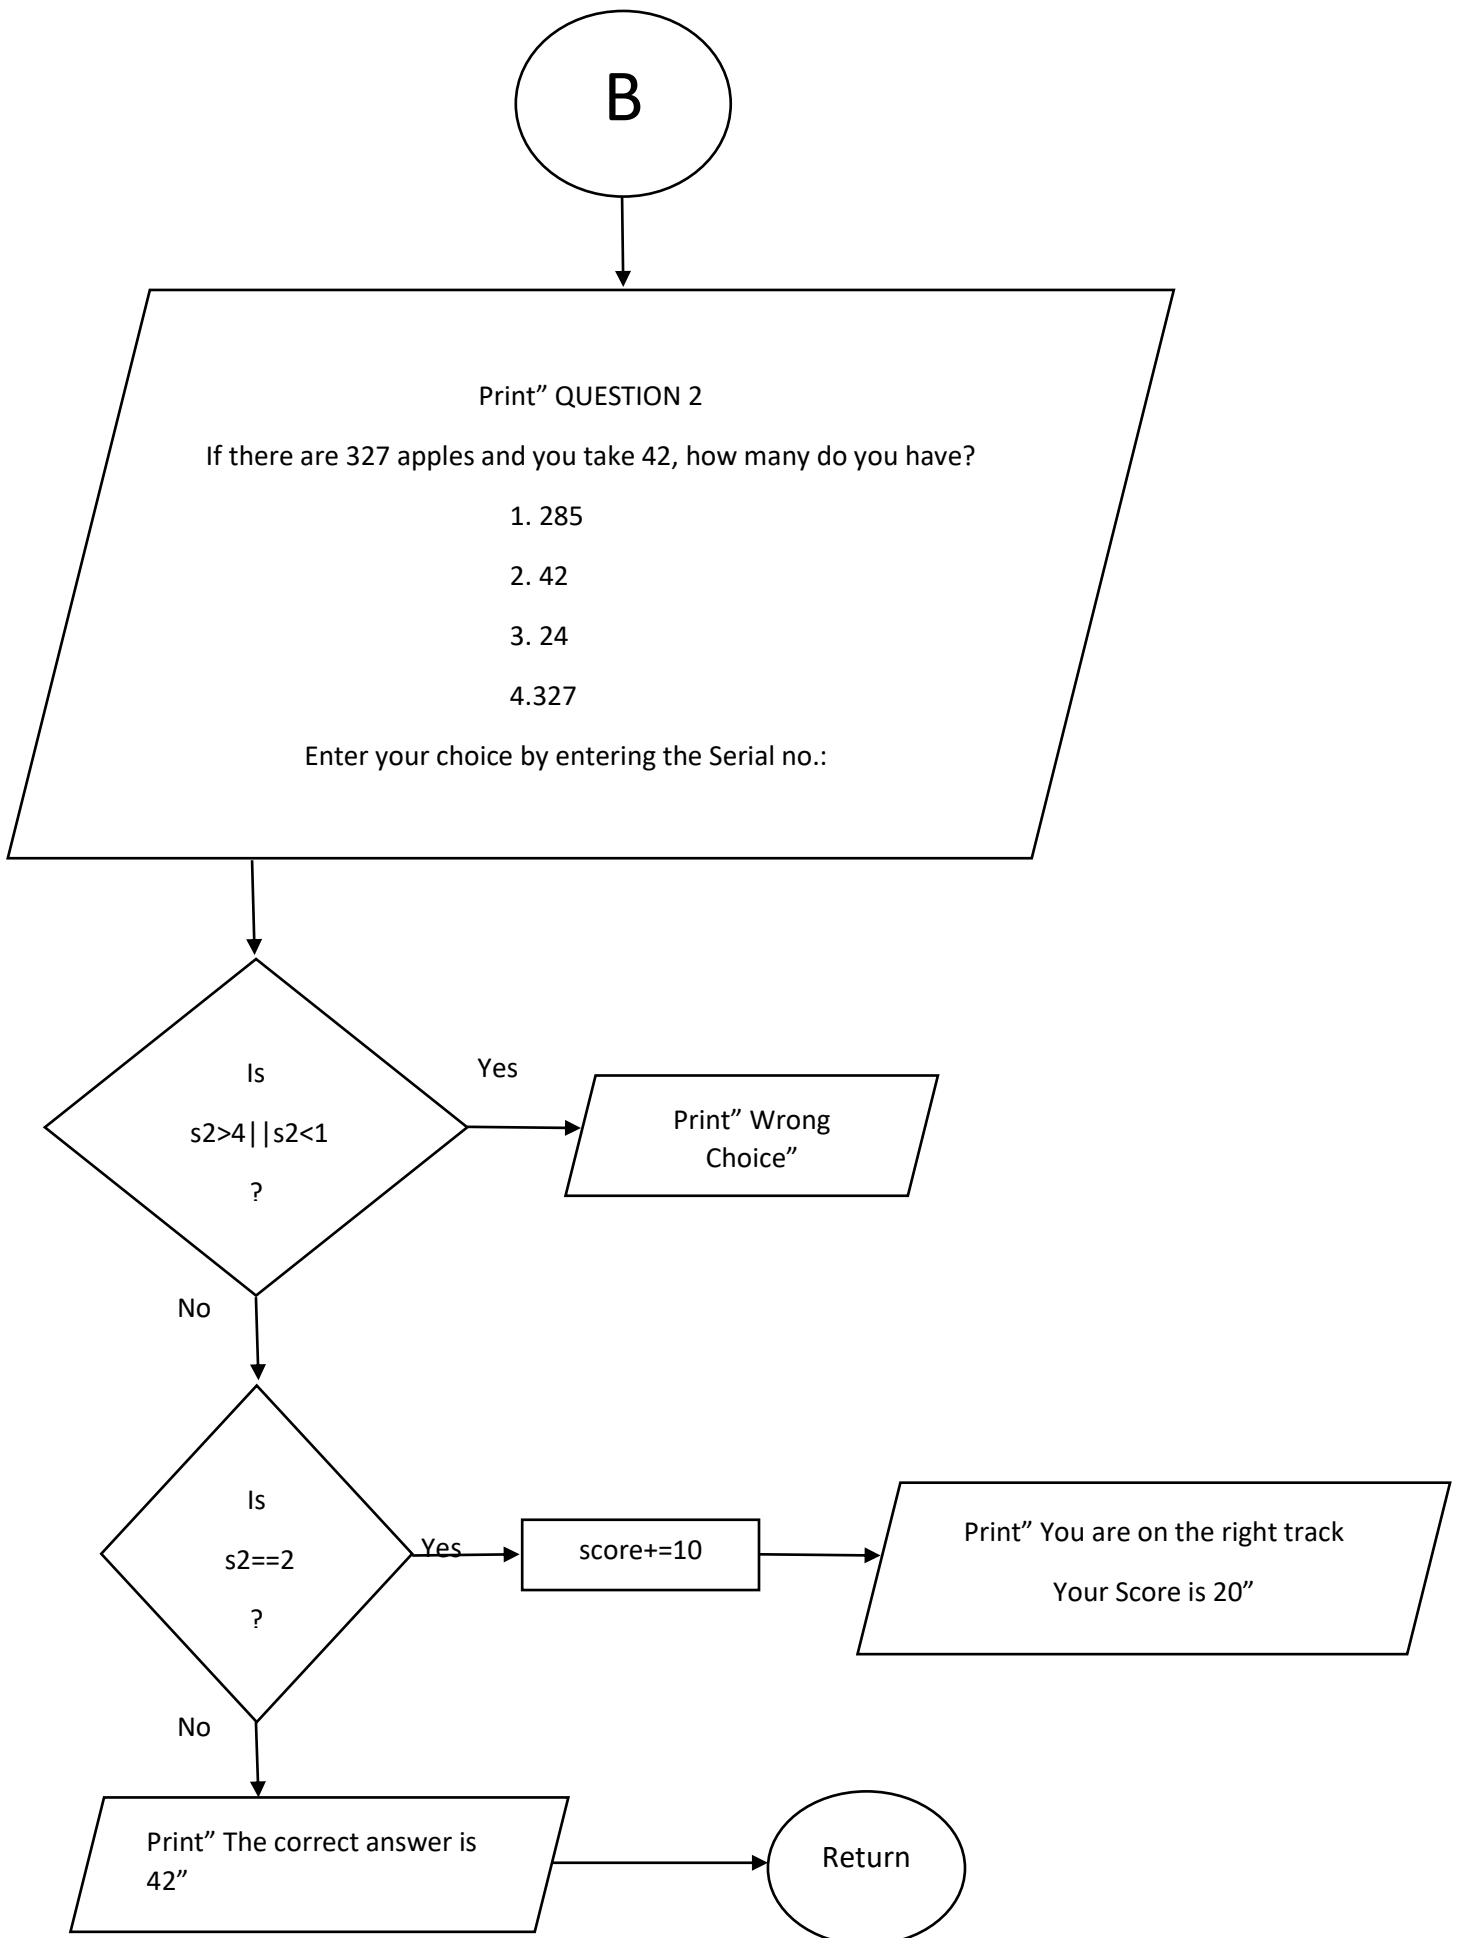 B
Print” QUESTION 2
If there are 327 apples and you take 42, how many do you have?
1. 285
2. 42
3. 24
4.327
Enter your choice by entering the Serial no.:
Is
s2>4||s2<1
?
Yes
Print” Wrong
Choice”
No
Is
s2==2
?
Yes
score+=10
Print” You are on the right track
Your Score is 20”
No
Print” The correct answer is
42”
Return